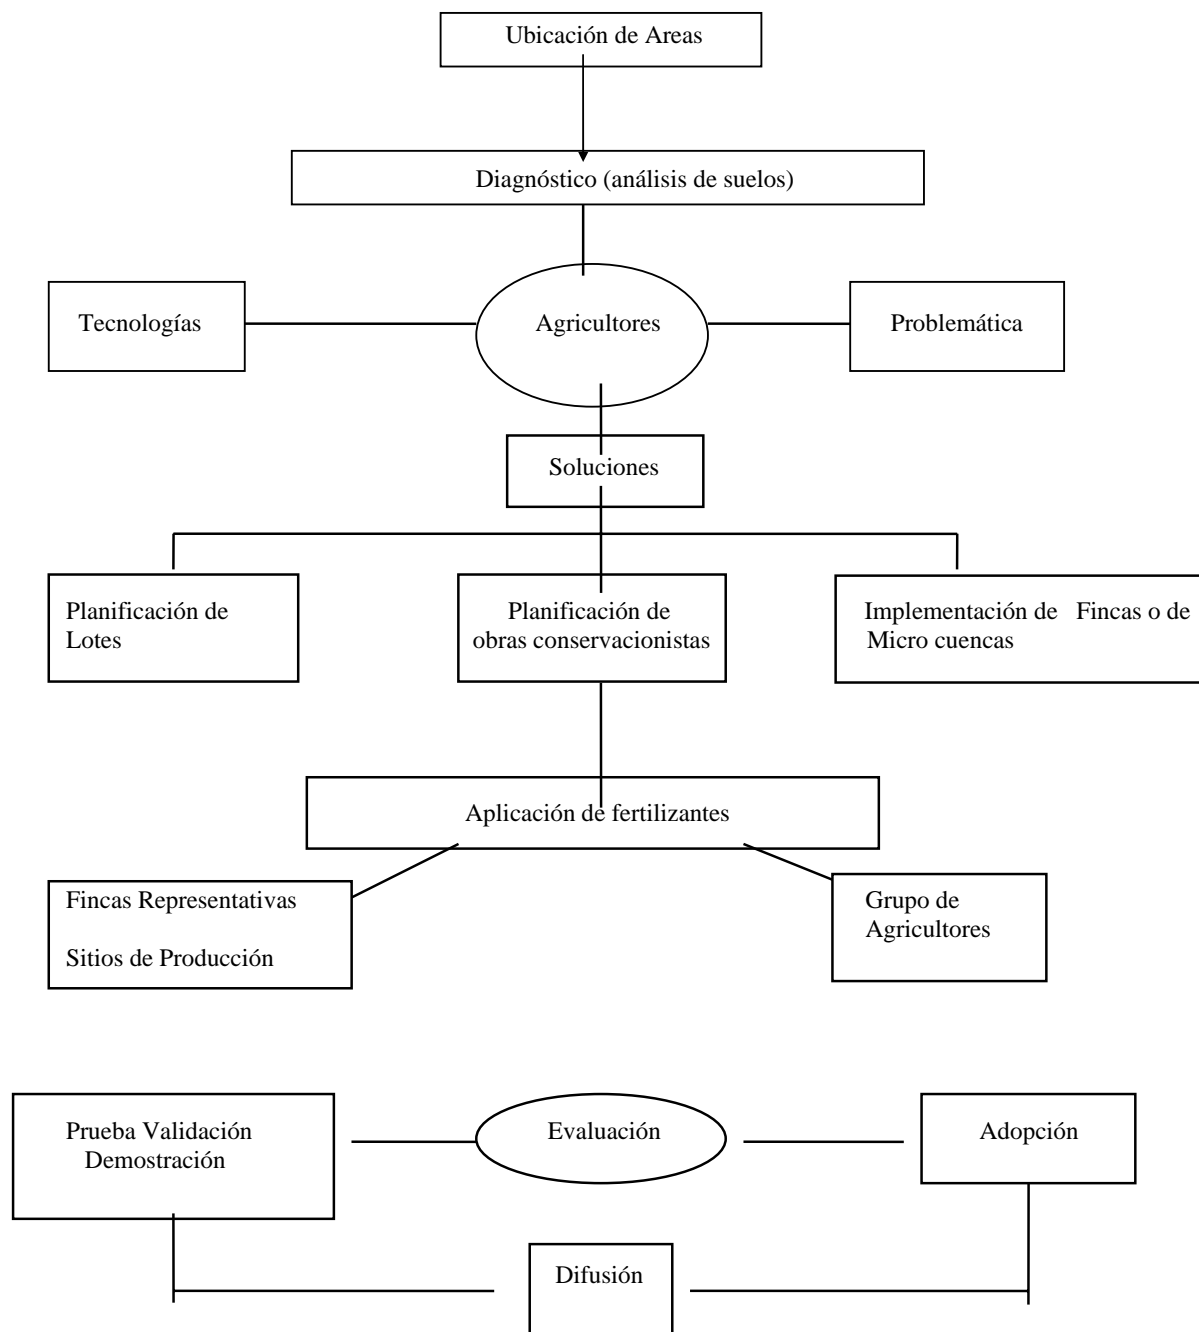 Ubicación de Areas
Diagnóstico (análisis de suelos)
Tecnologías
Agricultores
Problemática
Soluciones
Planificación de
Lotes
Planificación de
obras conservacionistas
Implementación de Fincas o de
Micro cuencas
Aplicación de fertilizantes
Fincas Representativas
Sitios de Producción
Grupo de
Agricultores
Prueba Validación
Demostración
Evaluación
Adopción
Difusión